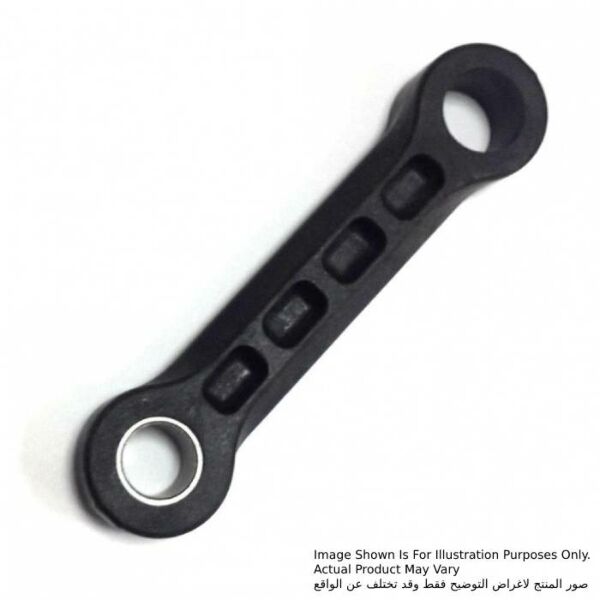 Image Shown Is For Illustration Purposes Only.
Actual Product May Vary
صور المنتج لاغراض التوضيح فقط وقد تختلف عن الواقع